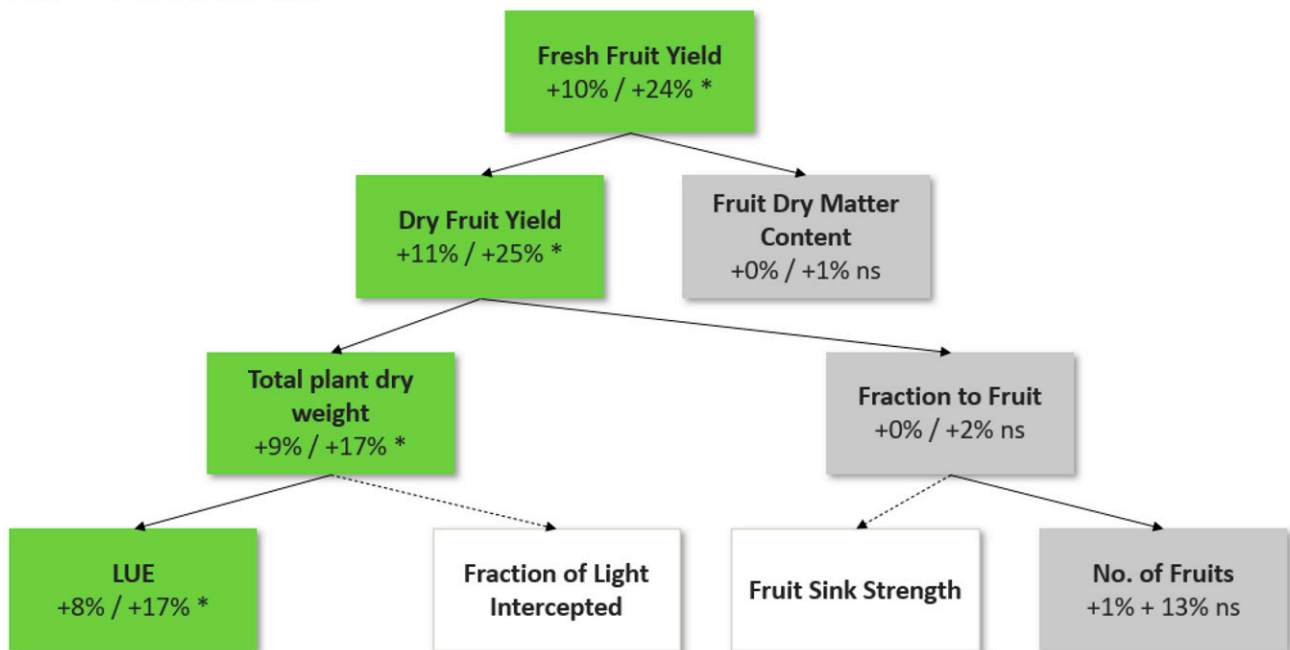 Fresh Fruit Yield
+10% / +24% *
Dry Fruit Yield
+11% / +25% *
Fruit Dry Matter
Content
+0% / +1% ns
Total plant dry
weight
+9% / +17% *
Fraction to Fruit
+0% / +2% ns
LUE
+8% / +17% *
Fraction of Light
Intercepted
Fruit Sink Strength
No. of Fruits
+1% + 13% ns